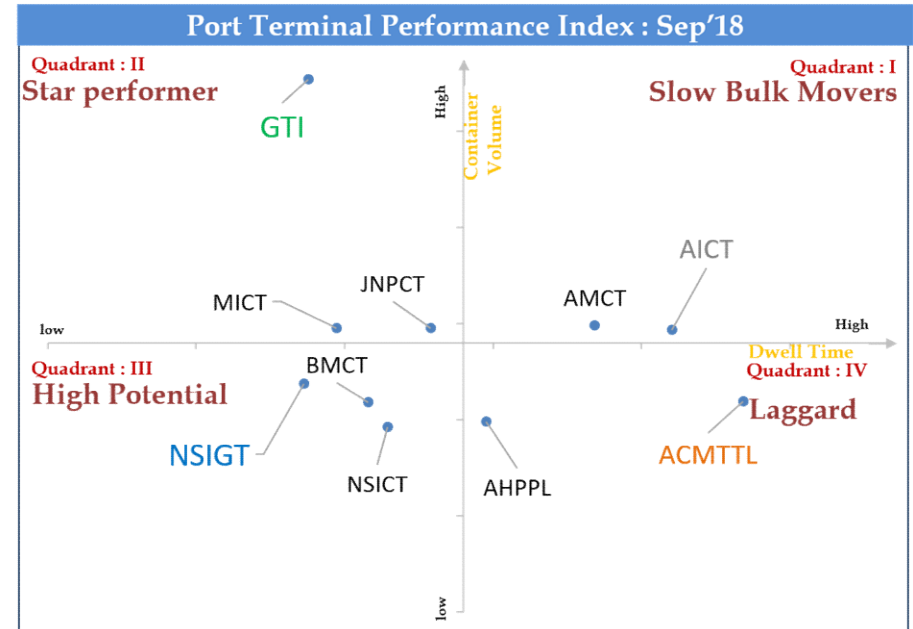 Port Terminal Performance Index : Sep'18
Quadrant : II
Star performer
Quadrant : I
Slow Bulk Movers
High
Container
Volume
GTI
AICT
MICT
JNPCT
AMCT
low
High
Dwell Time
Quadrant : III
High Potential
BMCT
Quadrant : IV
Laggard
NSIGT
NSICT
AHPPL
ACMTTL
low